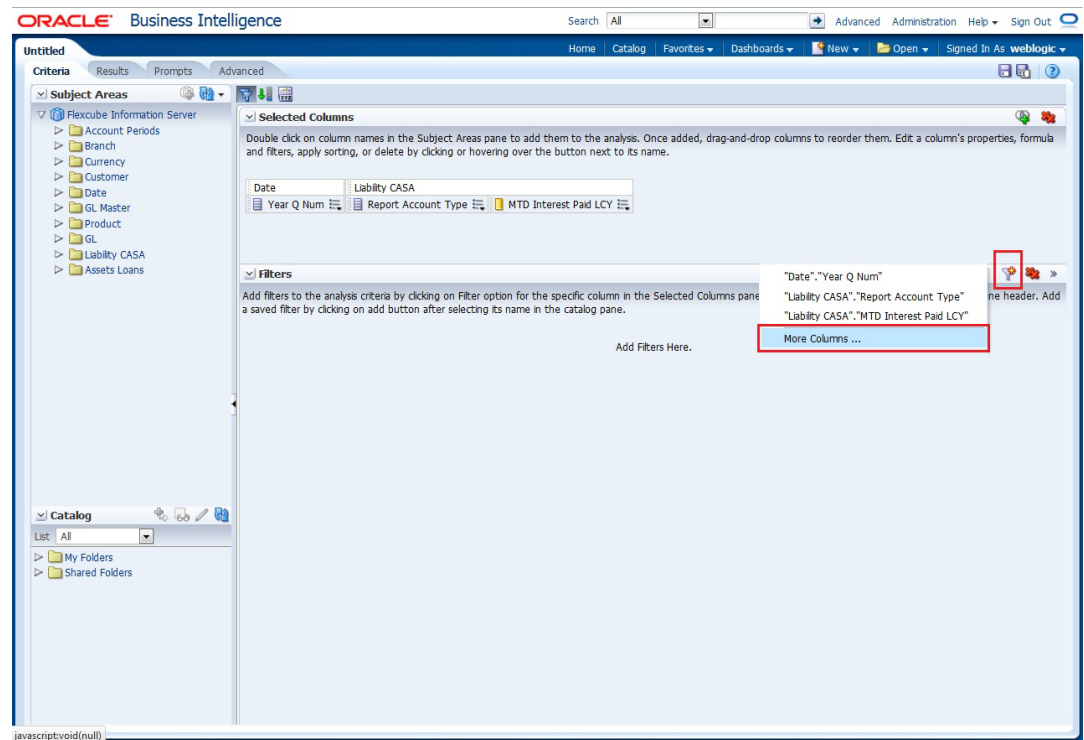 ORACLE Business Intelligence
Search All Advanced Administration Help Sign Out
Untitled
Home Catalog Favorites Dashboards New Open Signed In As weblogic
Criteria Results Prompts Advanced
Subject Areas
Flexcube Information Server
Account Periods
Branch
Currency
Customer
Date
GL Master
Product
GL
Liability CASA
Assets Loans
Selected Columns
Double click on column names in the Subject Areas pane to add them to the analysis. Once added, drag-and-drop columns to reorder them. Edit a column's properties, formula
and filters, apply sorting, or delete by clicking or hovering over the button next to its name.
Date Liability CASA
Year Q Num Report Account Type MTD Interest Paid LCY
Filters
Add filters to the analysis criteria by clicking on Filter option for the specific column in the Selected Columns pane ne header. Add
a saved filter by clicking on add button after selecting its name in the catalog pane.
Add Filters Here.
"Date"."Year Q Num"
"Liability CASA"."Report Account Type"
"Liability CASA"."MTD Interest Paid LCY"
More Columns ...
Catalog
List All
My Folders
Shared Folders
javascript:void(null)